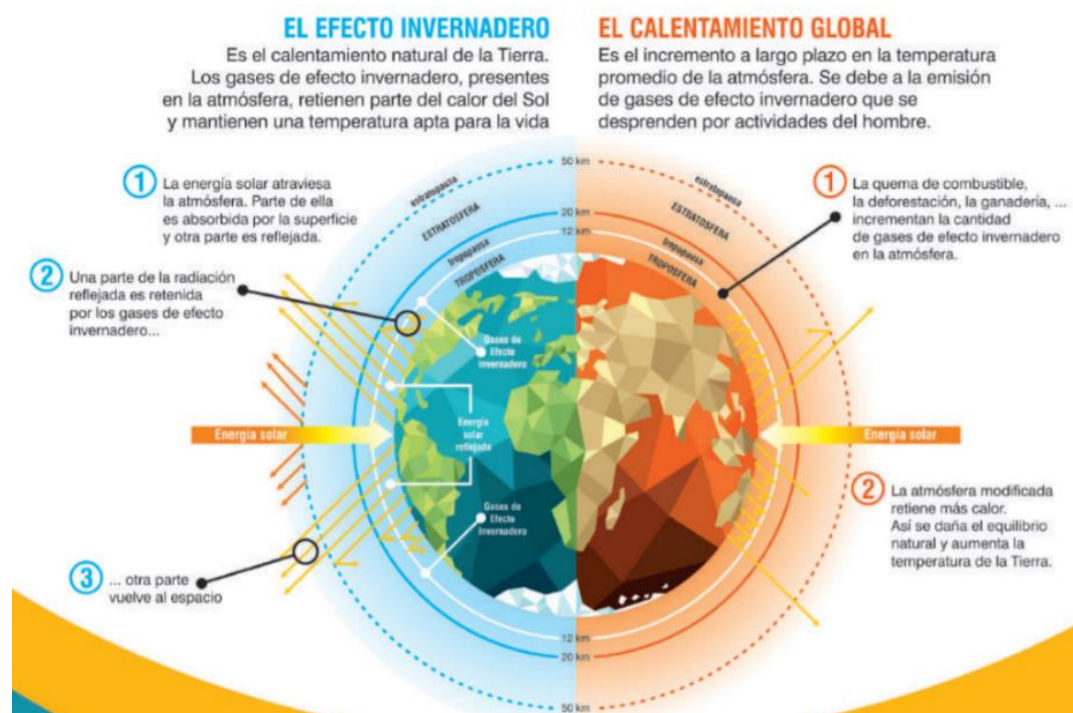 EL EFECTO INVERNADERO
Es el calentamiento natural de la Tierra.
Los gases de efecto invernadero, presentes
en la atmósfera, retienen parte del calor del Sol
y mantienen una temperatura apta para la vida
EL CALENTAMIENTO GLOBAL
Es el incremento a largo plazo en la temperatura
promedio de la atmósfera. Se debe a la emisión
de gases de efecto invernadero que se
desprenden por actividades del hombre.
1
La energía solar atraviesa
la atmósfera. Parte de ella
es absorbida por la superficie
y otra parte es reflejada.
2
Una parte de la radiación
reflejada es retenida
por los gases de efecto
invernadero...
3
... otra parte
vuelve al espacio
50 km
estratopausa
ESTRATOSFERA
20 km
12 km
tropopausa
TROPOSFERA
Gases de
Efecto
Invernadero
Energía
solar
reflejada
Gases de
Efecto
Invernadero
Energía solar
12 km
20 km
50 km
estratopausa
ESTRATOSFERA
tropopausa
TROPOSFERA
Energía solar
1
La quema de combustible,
la deforestación, la ganadería, ...
incrementan la cantidad
de gases de efecto invernadero
en la atmósfera.
2
La atmósfera modificada
retiene más calor.
Así se daña el equilibrio
natural y aumenta la
temperatura de la Tierra.